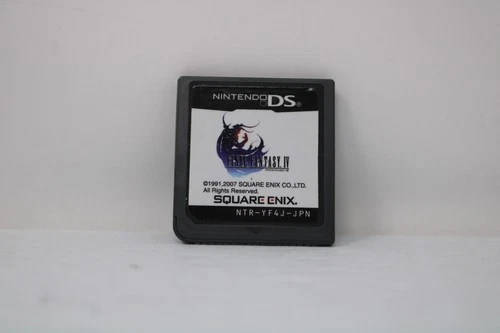 NINTENDO DS
FINAL FANTASY IV
©1991,2007 SQUARE ENIX CO.,LTD.
All Rights Reserved.
SQUARE ENIX.
NTR-YF4J-JPN